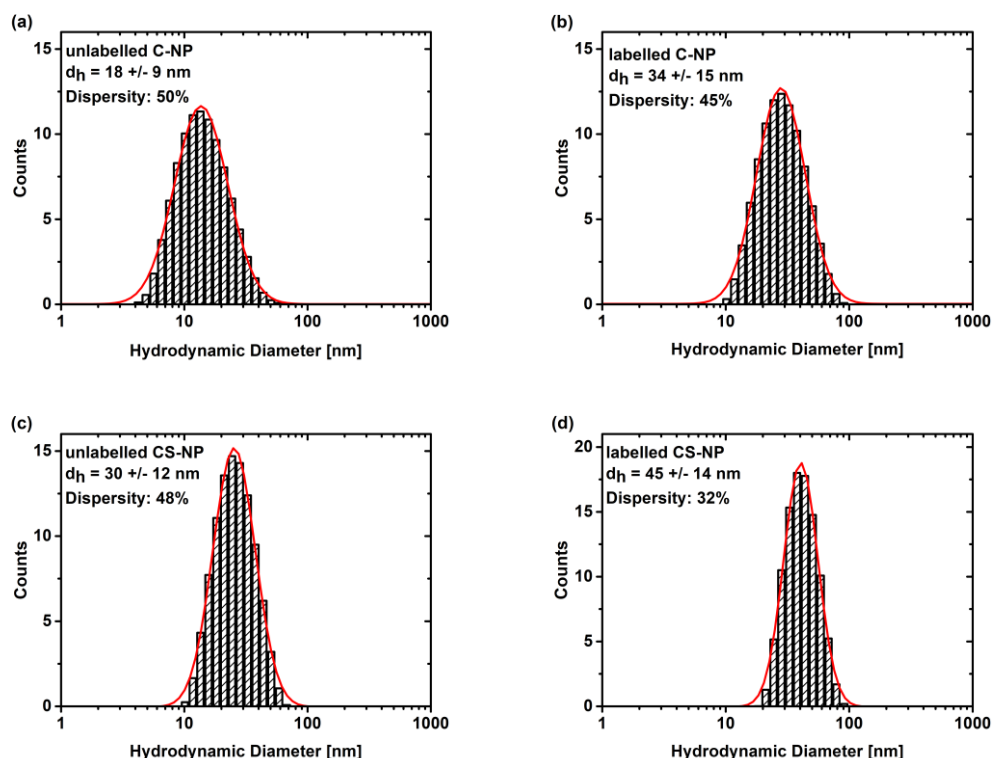 (a)
unlabelled C-NP
dh = 18 +/- 9 nm
Dispersity: 50%
15
10
5
0
Counts
1
10
100
1000
Hydrodynamic Diameter [nm]
(b)
labelled C-NP
dh = 34 +/- 15 nm
Dispersity: 45%
15
10
5
0
Counts
1
10
100
1000
Hydrodynamic Diameter [nm]
(c)
unlabelled CS-NP
dh = 30 +/- 12 nm
Dispersity: 48%
15
10
5
0
Counts
1
10
100
1000
Hydrodynamic Diameter [nm]
(d)
labelled CS-NP
dh = 45 +/- 14 nm
Dispersity: 32%
20
15
10
5
0
Counts
1
10
100
1000
Hydrodynamic Diameter [nm]